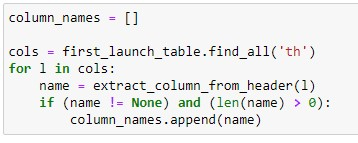 column_names = []
cols = first_launch_table.find_all('th')
for l in cols:
    name = extract_column_from_header(l)
    if (name != None) and (len(name) > 0):
        column_names.append(name)